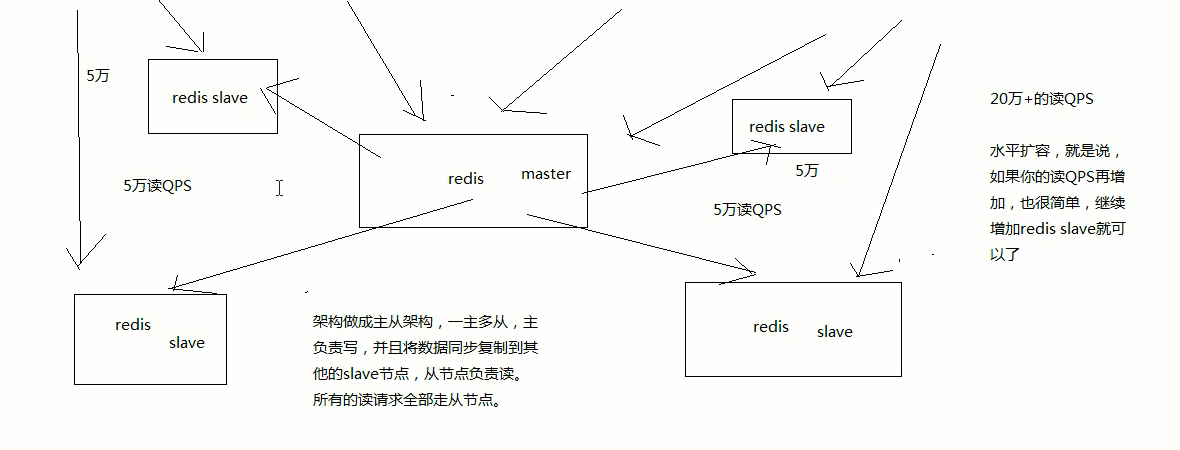 5万
redis slave
5万读QPS
redis
master
redis slave
5万
5万读QPS
20万+的读QPS
水平扩容，就是说，
如果你的读QPS再增
加，也很简单，继续
增加redis slave就可
以了
redis
slave
架构做成主从架构，一主多从，主
负责写，并且将数据同步复制到其
他的slave节点，从节点负责读。
所有的读请求全部走从节点。
redis
slave